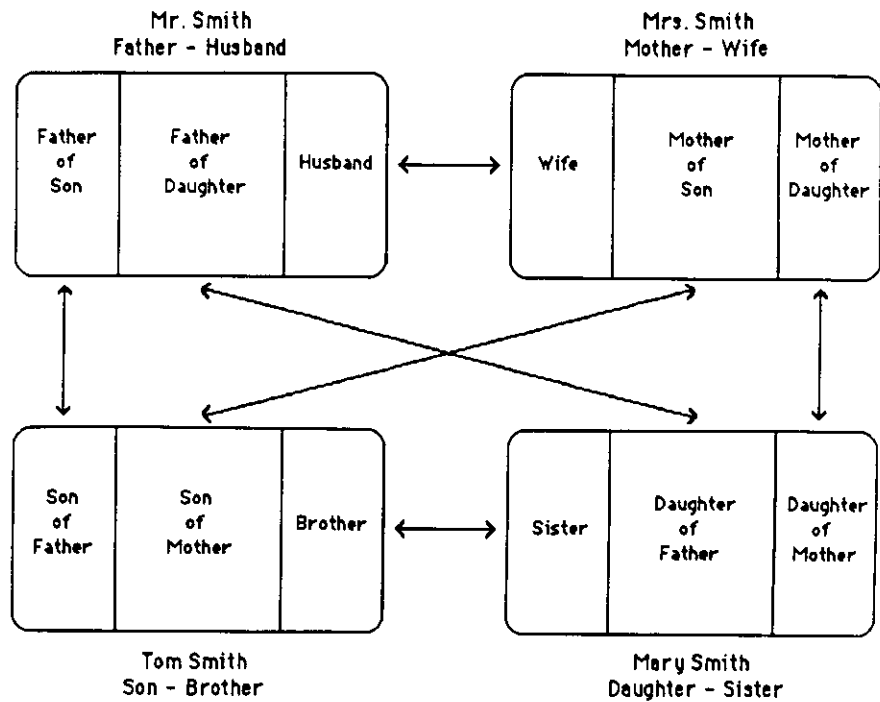 Mr. Smith
Father - Husband
Mrs. Smith
Mother - Wife
Father
of
Son
Father
of
Daughter
Husband
Wife
Mother
of
Son
Mother
of
Daughter
Son
of
Father
Son
of
Mother
Brother
Sister
Daughter
of
Father
Daughter
of
Mother
Tom Smith
Son - Brother
Mary Smith
Daughter - Sister